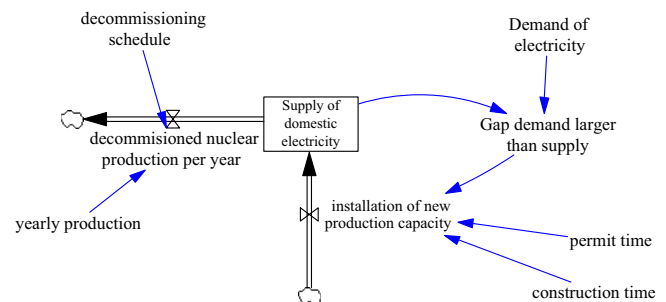 decommissioning
schedule
Demand of
electricity
Supply of
domestic
electricity
decommisioned nuclear
production per year
Gap demand larger
than supply
yearly production
installation of new
production capacity
permit time
construction time